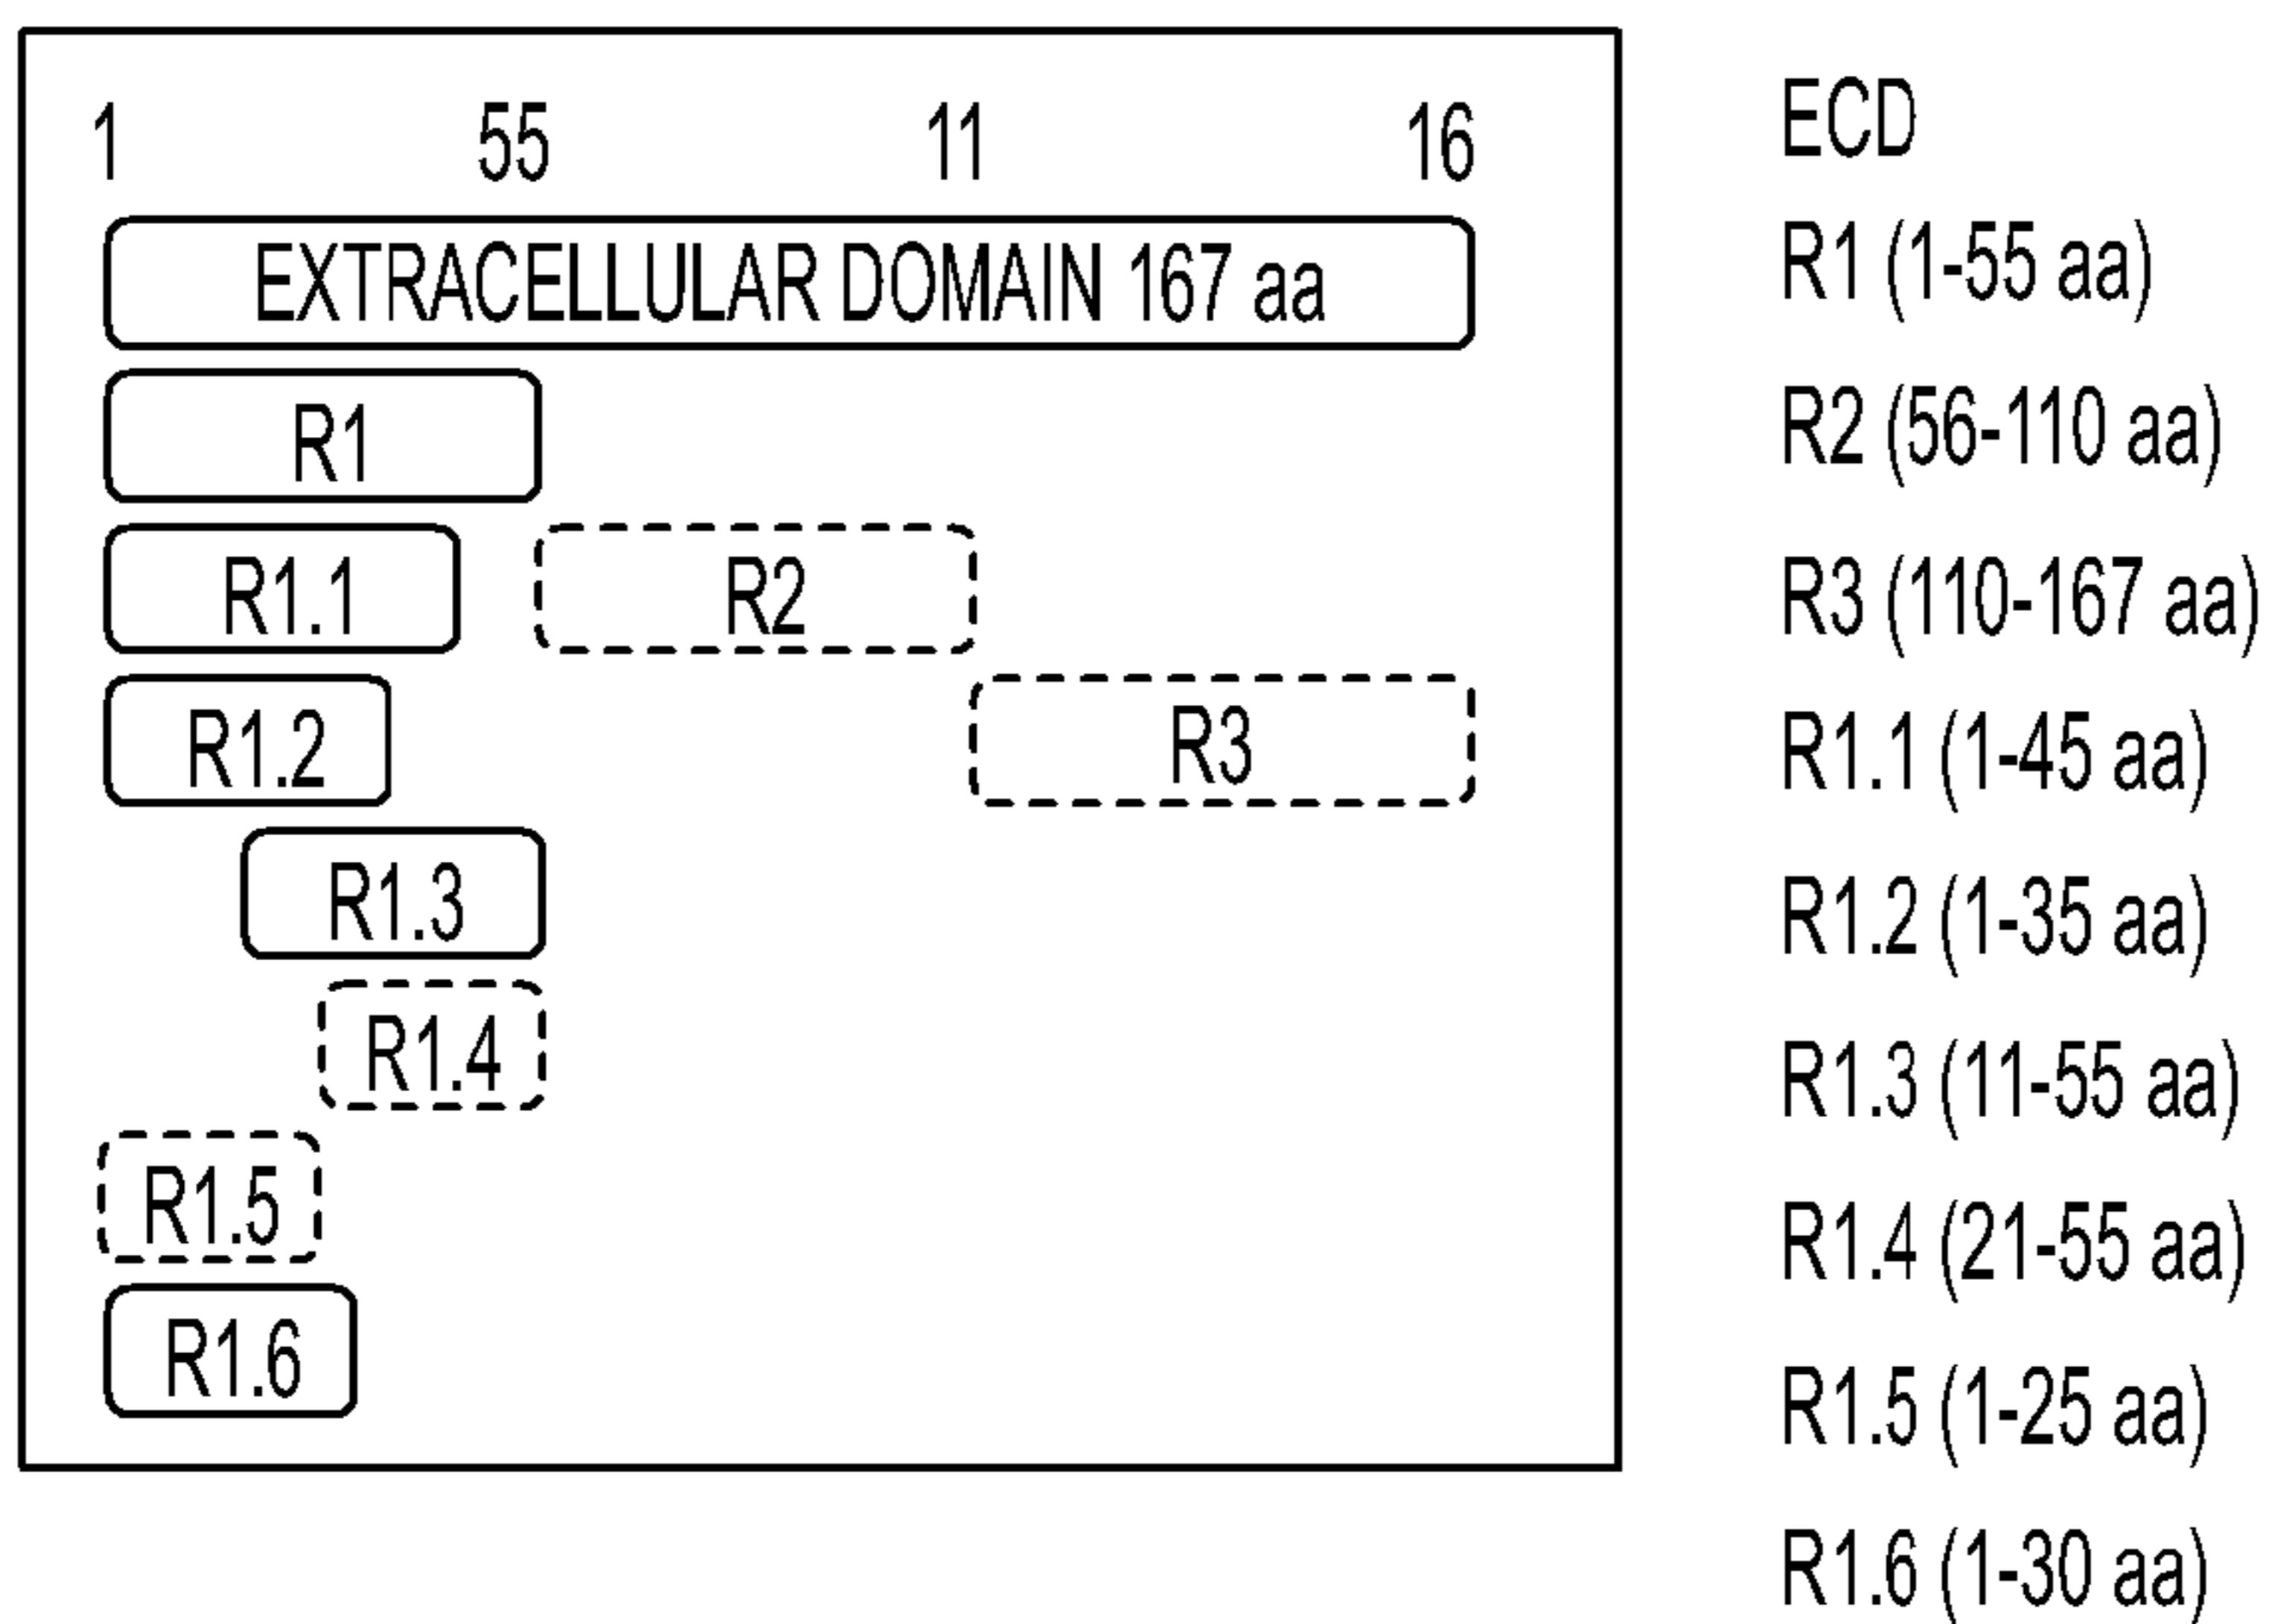 1 55 11 16
EXTRACELLULAR DOMAIN 167 aa
R1
R1.1 R2
R1.2 R3
R1.3
R1.4
R1.5
R1.6
ECD
R1 (1-55 aa)
R2 (56-110 aa)
R3 (110-167 aa)
R1.1 (1-45 aa)
R1.2 (1-35 aa)
R1.3 (11-55 aa)
R1.4 (21-55 aa)
R1.5 (1-25 aa)
R1.6 (1-30 aa)